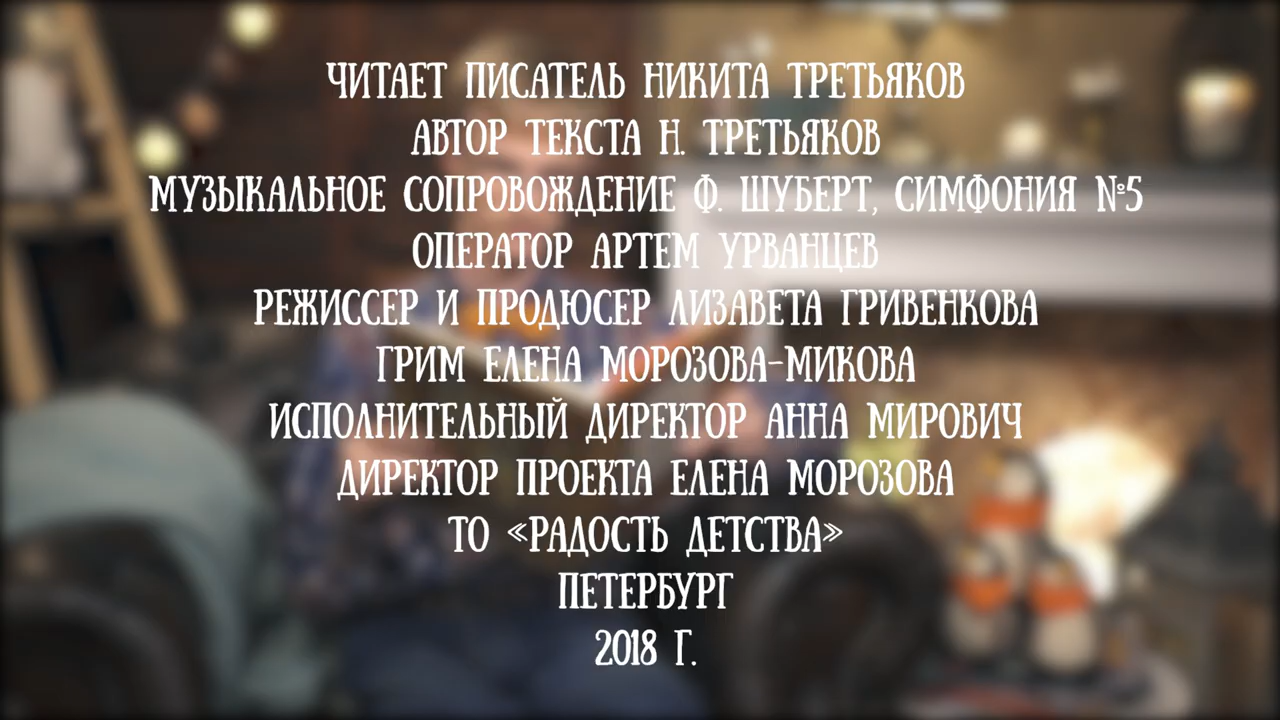 ЧИТАЕТ ПИСАТЕЛЬ НИКИТА ТРЕТЬЯКОВ
АВТОР ТЕКСТА Н. ТРЕТЬЯКОВ
МУЗЫКАЛЬНОЕ СОПРОВОЖДЕНИЕ Ф. ШУБЕРТ, СИМФОНИЯ №5
ОПЕРАТОР АРТЕМ УРВАНЦЕВ
РЕЖИССЕР И ПРОДЮСЕР ЛИЗАВЕТА ГРИВЕНКОВА
ГРИМ ЕЛЕНА МОРОЗОВА-МИКОВА
ИСПОЛНИТЕЛЬНЫЙ ДИРЕКТОР АННА МИРОВИЧ
ДИРЕКТОР ПРОЕКТА ЕЛЕНА МОРОЗОВА
ТО «РАДОСТЬ ДЕТСТВА»
ПЕТЕРБУРГ
2018 Г.